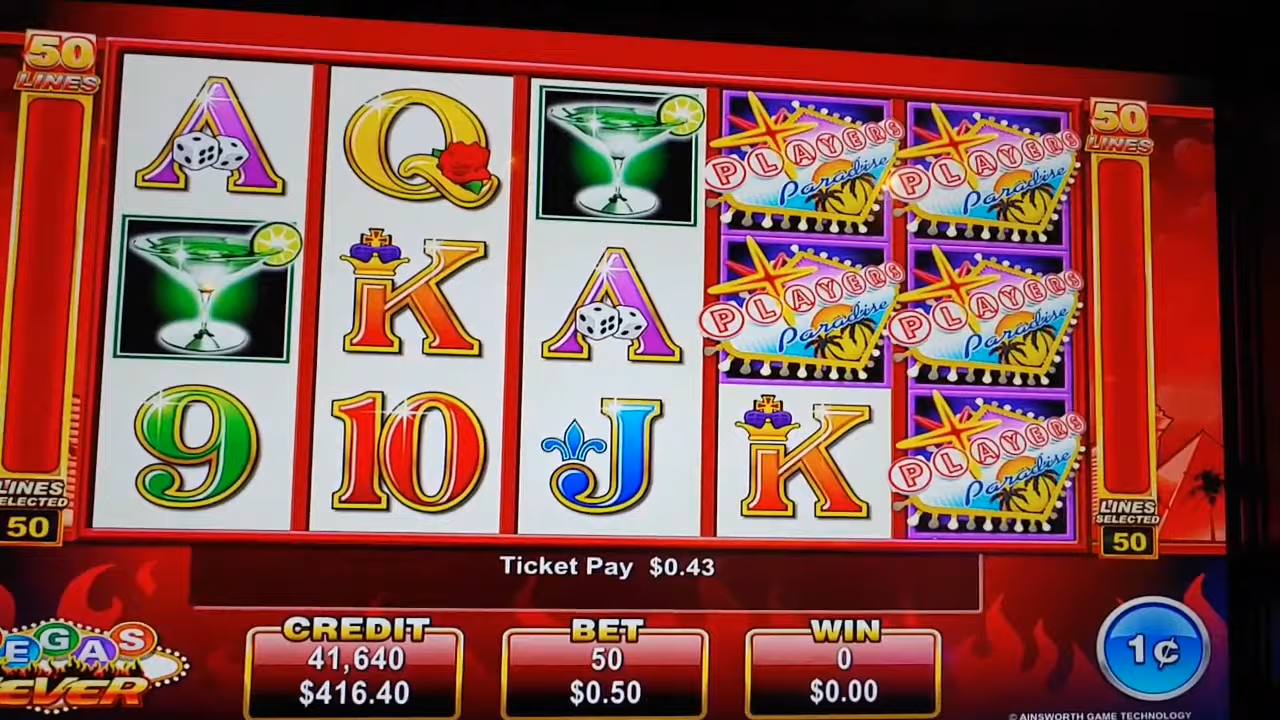 50 LINES
50 LINES
A
Q
PLAYERS Paradise
PLAYERS Paradise
K
A
PLAYERS Paradise
PLAYERS Paradise
9
10
J
K
PLAYERS Paradise
LINES
SELECTED
50
LINES
SELECTED
50
Ticket Pay $0.43
CREDIT
41,640
$416.40
BET
50
$0.50
WIN
0
$0.00
1¢
EGAS
EVER
© AINSWORTH GAME TECHNOLOGY